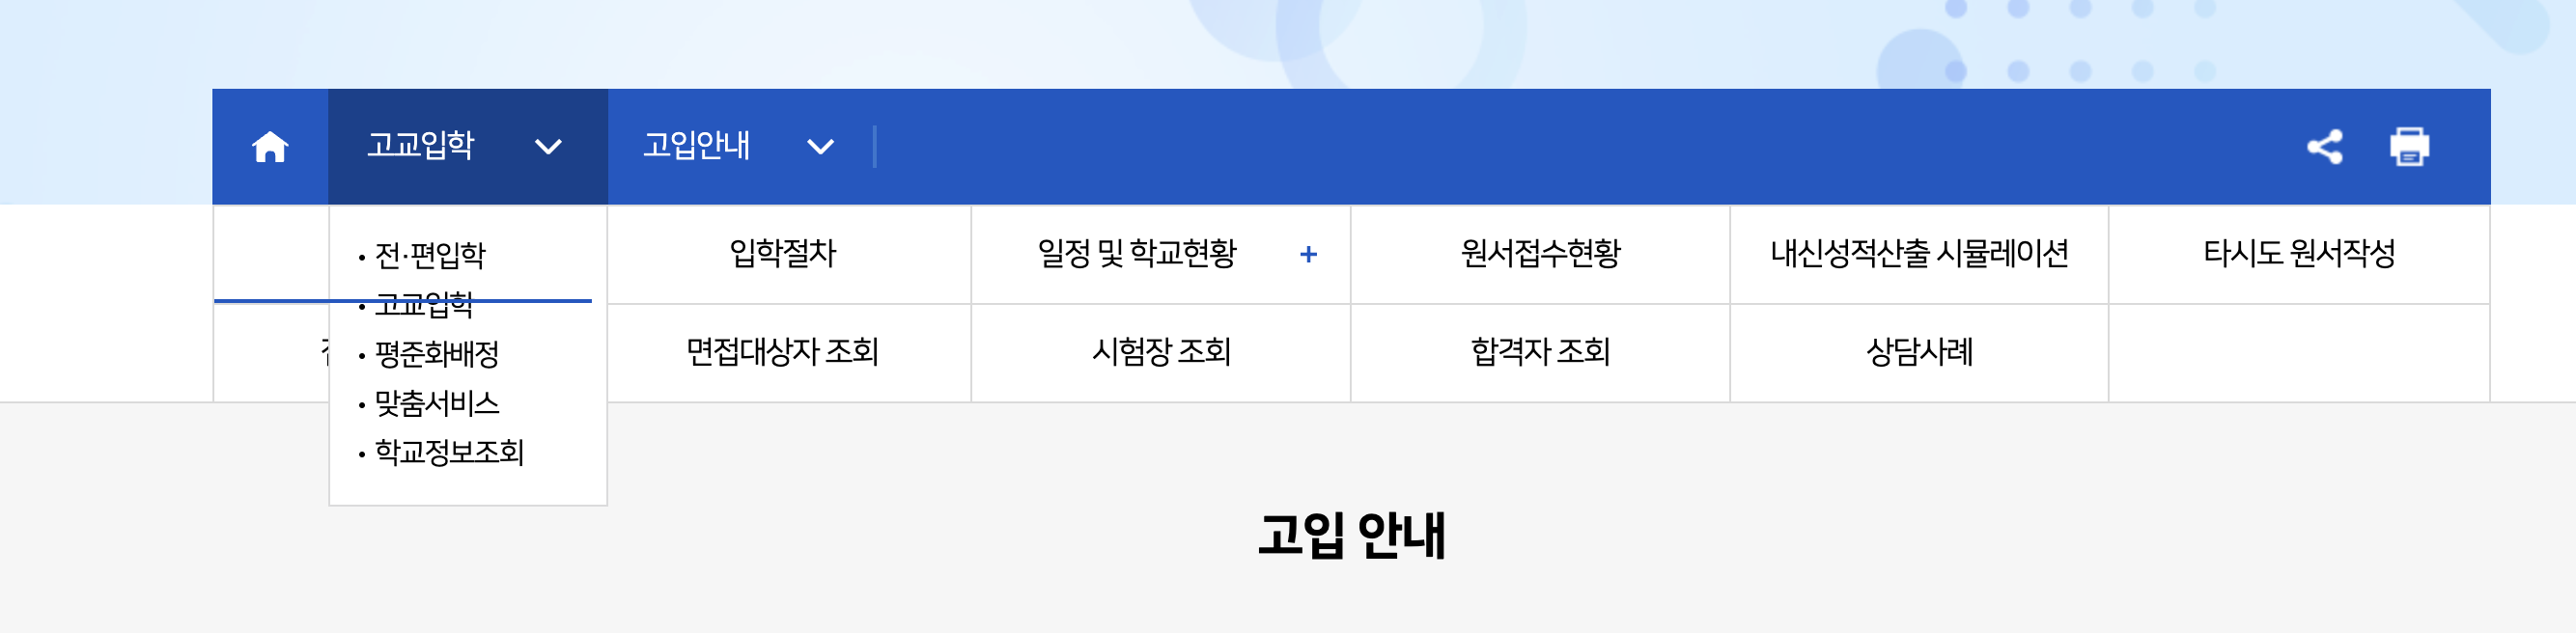 고교입학 고입안내
전·편입학
고교입학
평준화배정
맞춤서비스
학교정보조회
입학절차 일정 및 학교현황 + 원서접수현황 내신성적산출 시뮬레이션 타시도 원서작성
면접대상자 조회 시험장 조회 합격자 조회 상담사례
고입 안내